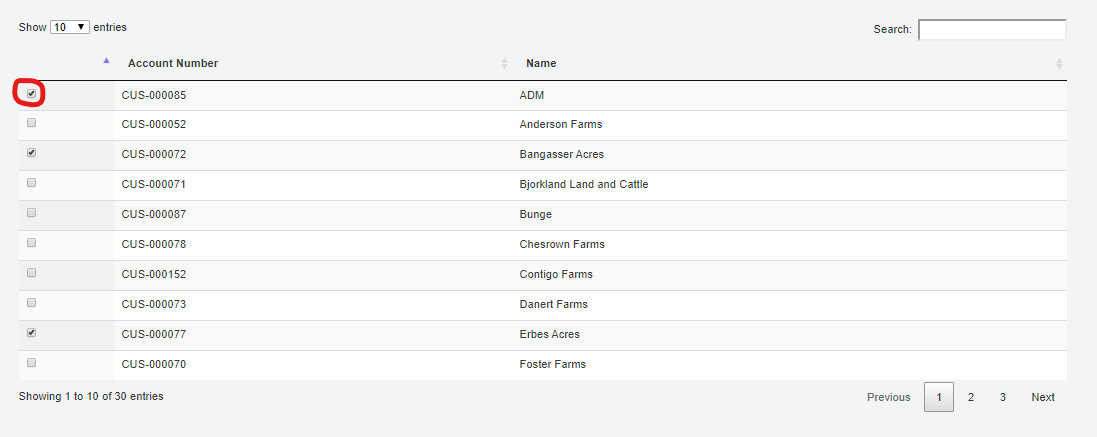 Show 10 entries Search:
Account Number Name
CUS-000085 ADM
CUS-000052 Anderson Farms
CUS-000072 Bangasser Acres
CUS-000071 Bjorkland Land and Cattle
CUS-000087 Bunge
CUS-000078 Chesrown Farms
CUS-000152 Contigo Farms
CUS-000073 Danert Farms
CUS-000077 Erbes Acres
CUS-000070 Foster Farms
Showing 1 to 10 of 30 entries Previous 1 2 3 Next